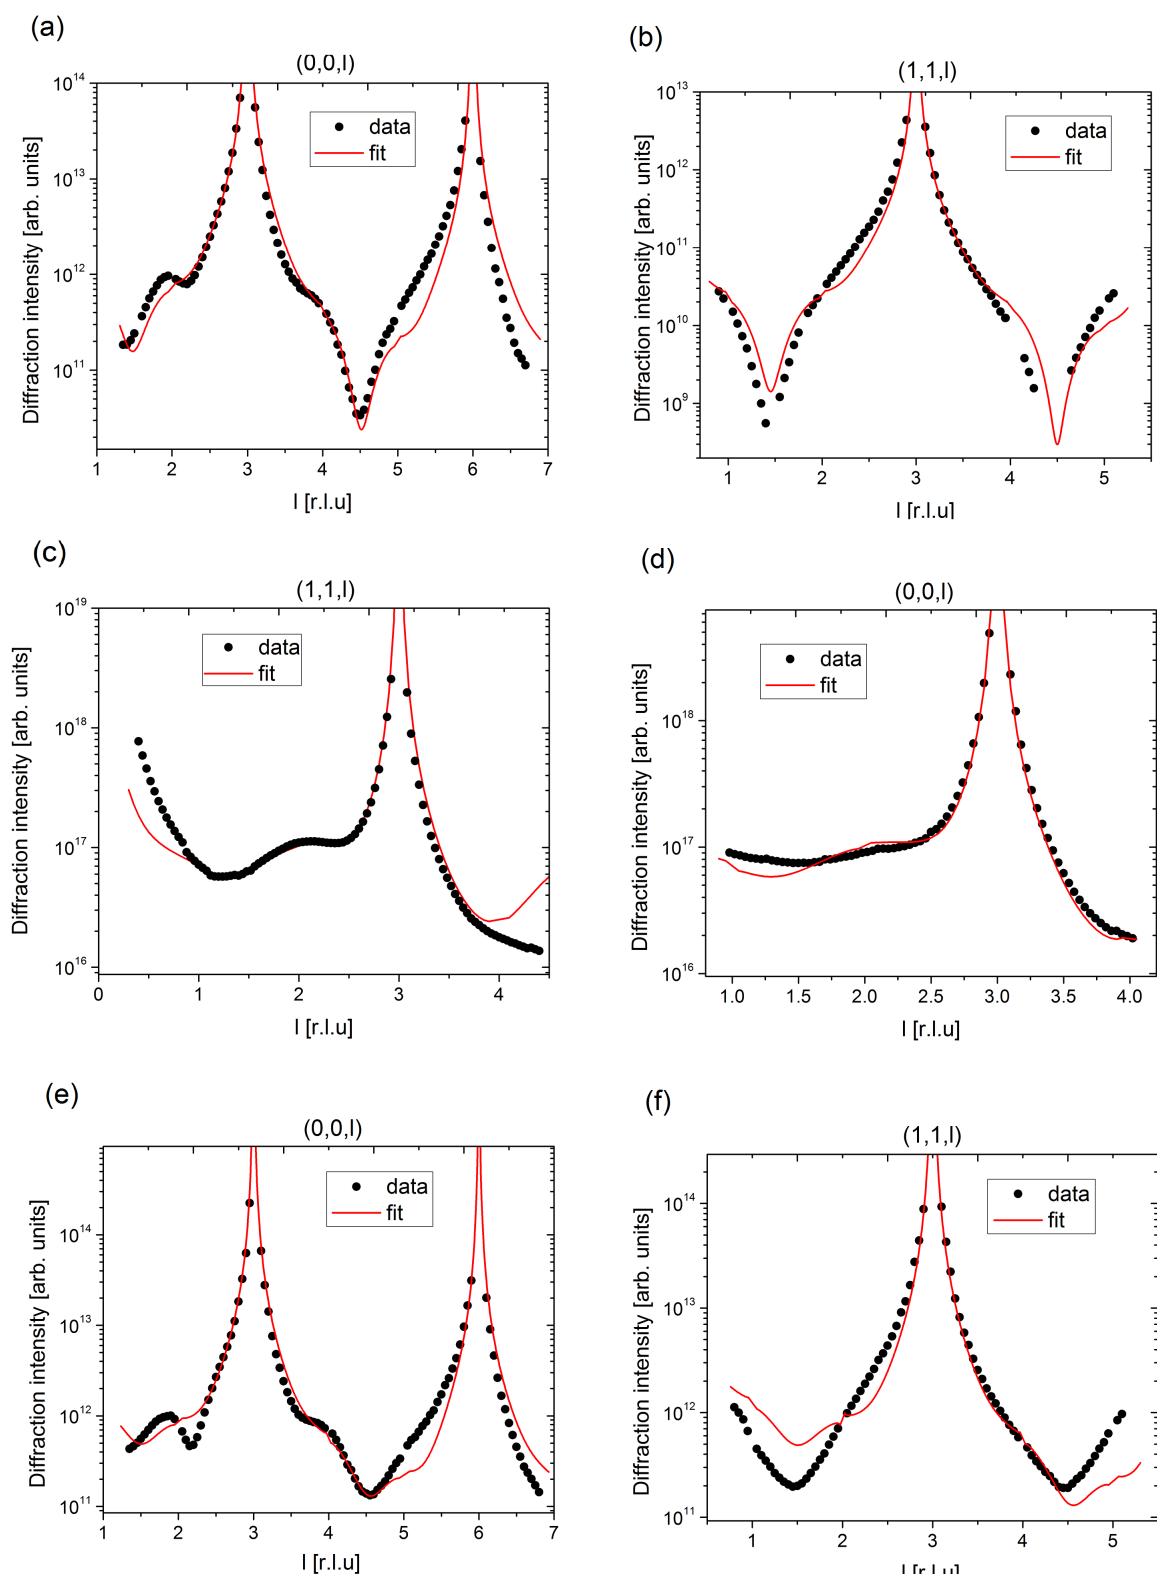 (a)
(0,0,l)
10^14
10^13
10^12
10^11
Diffraction intensity [arb. units]
data
fit
1 2 3 4 5 6 7
l [r.l.u]
(b)
(1,1,l)
10^13
10^12
10^11
10^10
10^9
Diffraction intensity [arb. units]
data
fit
1 2 3 4 5
l [r.l.u]
(c)
(1,1,l)
10^19
10^18
10^17
10^16
Diffraction intensity [arb. units]
data
fit
0 1 2 3 4
l [r.l.u]
(d)
(0,0,l)
10^18
10^17
10^16
Diffraction intensity [arb. units]
data
fit
1.0 1.5 2.0 2.5 3.0 3.5 4.0
l [r.l.u]
(e)
(0,0,l)
10^14
10^13
10^12
10^11
Diffraction intensity [arb. units]
data
fit
1 2 3 4 5 6 7
l [r.l.u]
(f)
(1,1,l)
10^14
10^13
10^12
10^11
Diffraction intensity [arb. units]
data
fit
1 2 3 4 5
l [r.l.u]